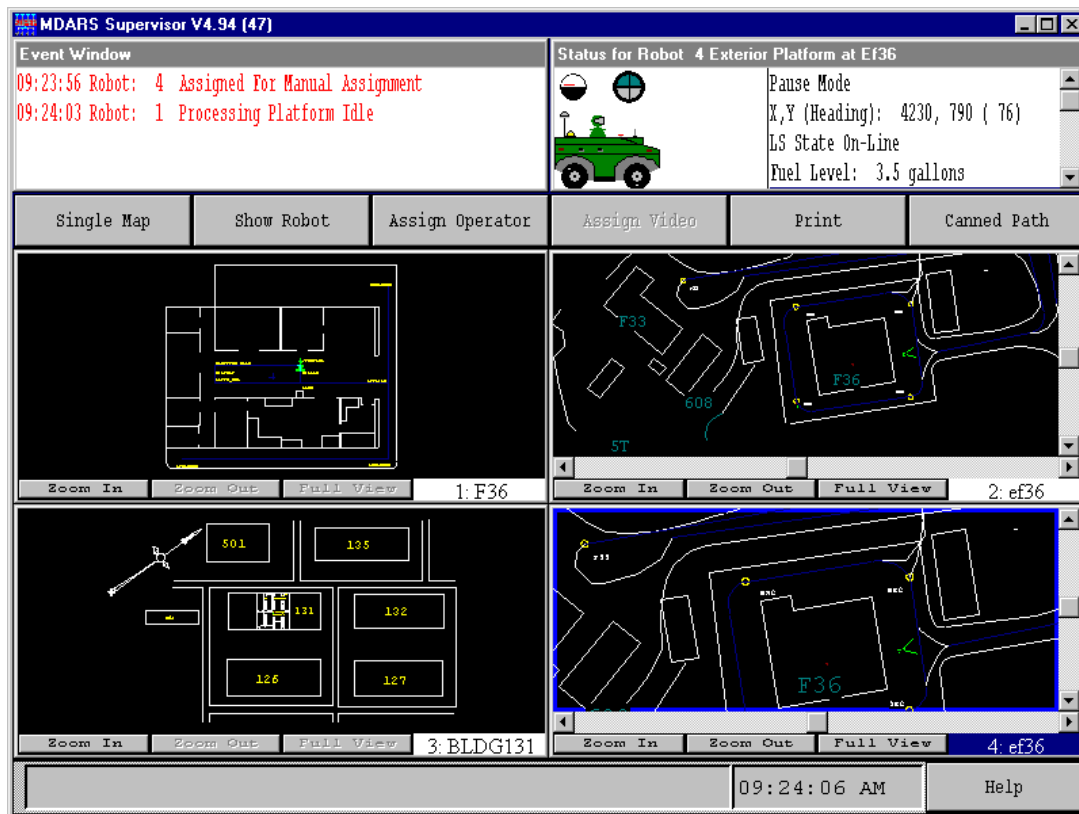 MDARS Supervisor V4.94 (47)
Event Window
09:23:56 Robot: 4 Assigned For Manual Assignment
09:24:03 Robot: 1 Processing Platform Idle
Status for Robot 4 Exterior Platform at Ef36
Pause Mode
X,Y (Heading): 4230, 790 ( 76)
LS State On-Line
Fuel Level: 3.5 gallons
Single Map
Show Robot
Assign Operator
Assign Video
Print
Canned Path
Zoom In
Zoom Out
Full View
1: F36
F33
F36
608
5T
Zoom In
Zoom Out
Full View
2: ef36
501
135
131
132
126
127
Zoom In
Zoom Out
Full View
3: BLDG131
F36
Zoom In
Zoom Out
Full View
4: ef36
09:24:06 AM
Help